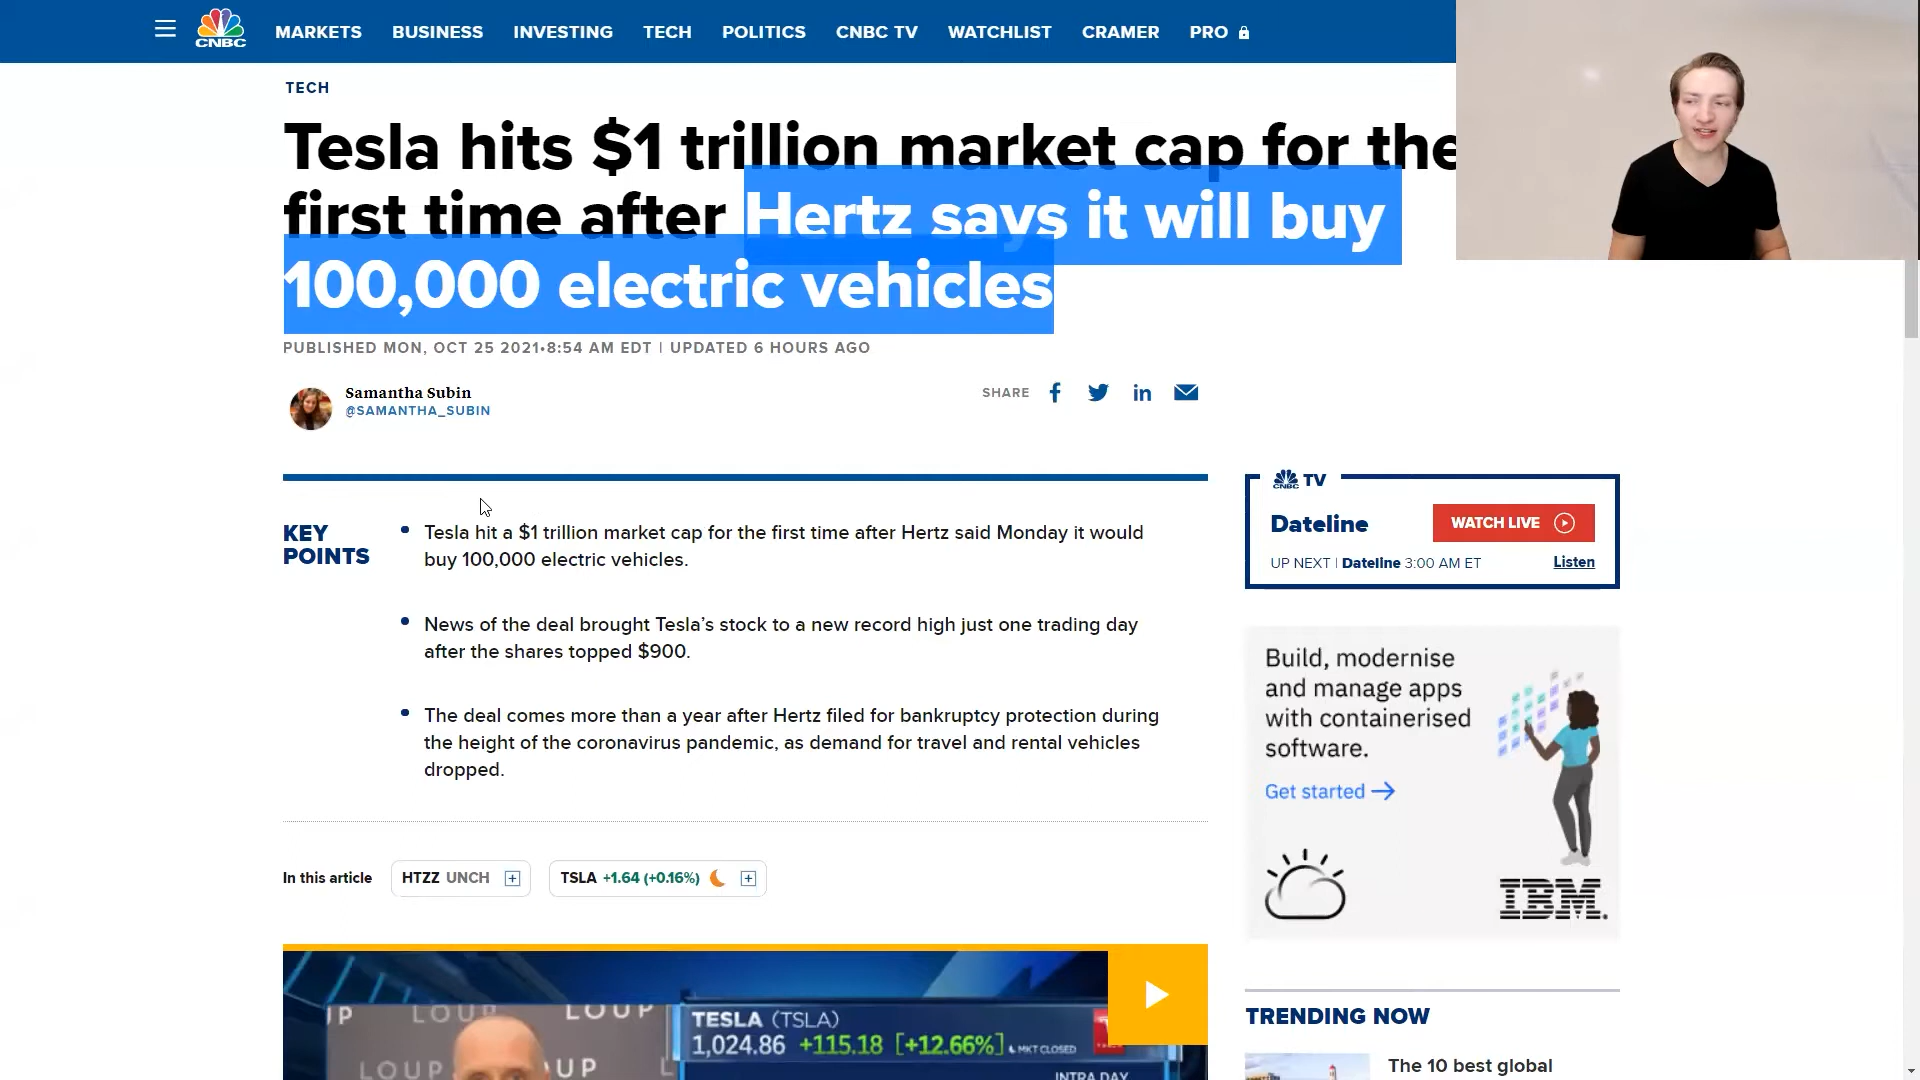 CNBC
MARKETS BUSINESS INVESTING TECH POLITICS CNBC TV WATCHLIST CRAMER PRO
TECH
Tesla hits $1 trillion market cap for the
first time after Hertz says it will buy
100,000 electric vehicles
PUBLISHED MON, OCT 25 2021•8:54 AM EDT | UPDATED 6 HOURS AGO
Samantha Subin
@SAMANTHA_SUBIN
SHARE
KEY
POINTS
• Tesla hit a $1 trillion market cap for the first time after Hertz said Monday it would
buy 100,000 electric vehicles.
• News of the deal brought Tesla’s stock to a new record high just one trading day
after the shares topped $900.
• The deal comes more than a year after Hertz filed for bankruptcy protection during
the height of the coronavirus pandemic, as demand for travel and rental vehicles
dropped.
In this article HTZZ UNCH TSLA +1.64 (+0.16%)
LOUP
LOUP
LOUP
TESLA (TSLA)
1,024.86 +115.18 [+12.66%] MKT CLOSED
INTRA DAY
CNBC TV
Dateline
WATCH LIVE
UP NEXT | Dateline 3:00 AM ET
Listen
Build, modernise
and manage apps
with containerised
software.
Get started →
IBM.
TRENDING NOW
The 10 best global